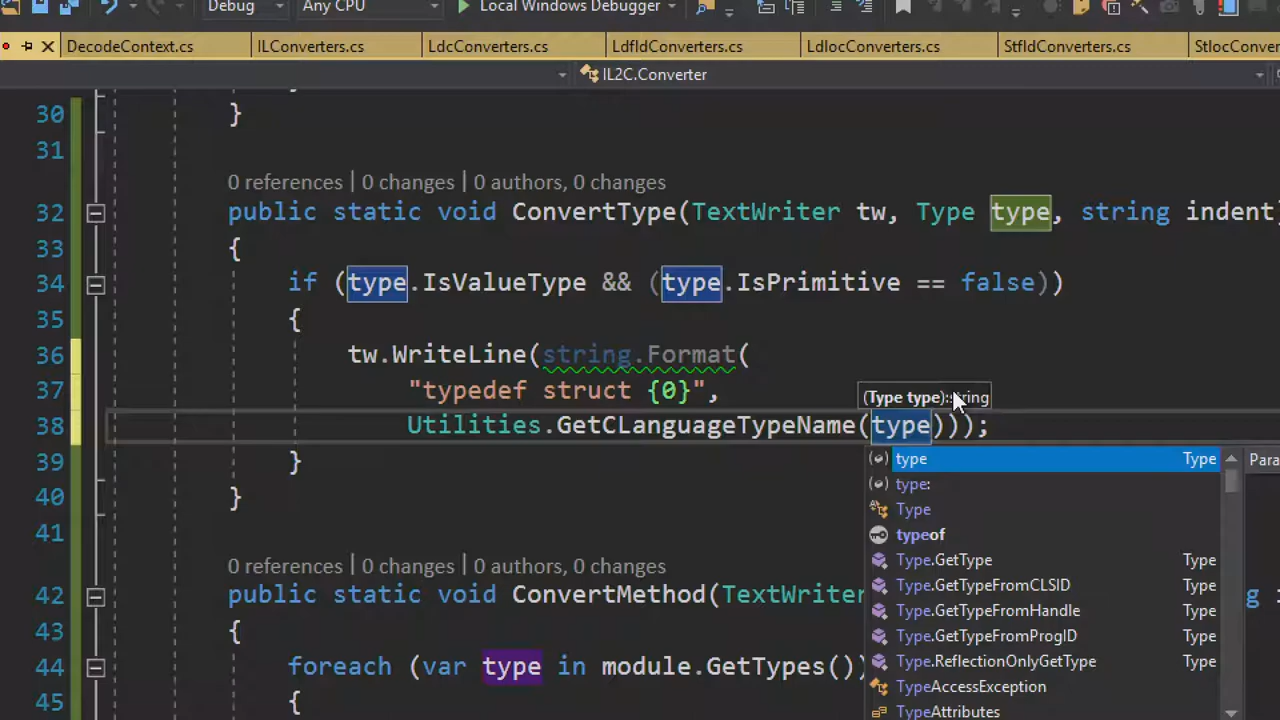 Debug Any CPU Local Windows Debugger
DecodeContext.cs ILConverters.cs LdcConverters.cs LdfldConverters.cs LdlocConverters.cs StfldConverters.cs StlocConver
IL2C.Converter
30 }
31
0 references | 0 changes | 0 authors, 0 changes
32 public static void ConvertType(TextWriter tw, Type type, string indent)
33 {
34 if (type.IsValueType && (type.IsPrimitive == false))
35 {
36 tw.WriteLine(string.Format(
37 "typedef struct {0}",
(Type type):string
38 Utilities.GetCLanguageTypeName(type)));
39 }
type Type
Para
type:
40 }
Type
41
typeof
0 references | 0 changes | 0 authors, 0 changes
Type.GetType Type
Type.GetTypeFromCLSID Type
42 public static void ConvertMethod(TextWriter
g i
Type.GetTypeFromHandle Type
43 {
Type.GetTypeFromProgID Type
44 foreach (var type in module.GetTypes())
Type.ReflectionOnlyGetType Type
TypeAccessException
45 {
TypeAttributes